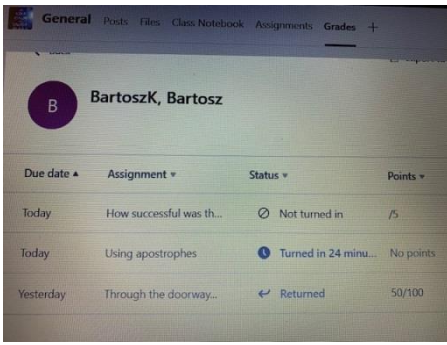 General Posts Files Class Notebook Assignments Grades +
B BartoszK, Bartosz
Due date ▲ Assignment ▾ Status ▾ Points ▾
Today How successful was th... Not turned in /5
Today Using apostrophes Turned in 24 minu... No points
Yesterday Through the doorway... Returned 50/100